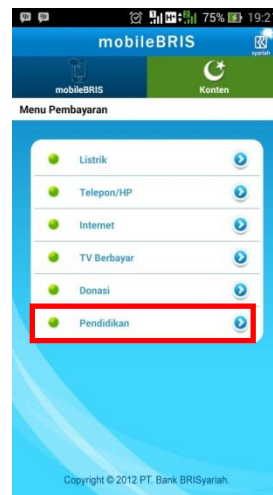 75% 19:2
mobileBRIS
syariah
mobileBRIS Konten
Menu Pembayaran
Listrik
Telepon/HP
Internet
TV Berbayar
Donasi
Pendidikan
Copyright © 2012 PT. Bank BRISyariah.